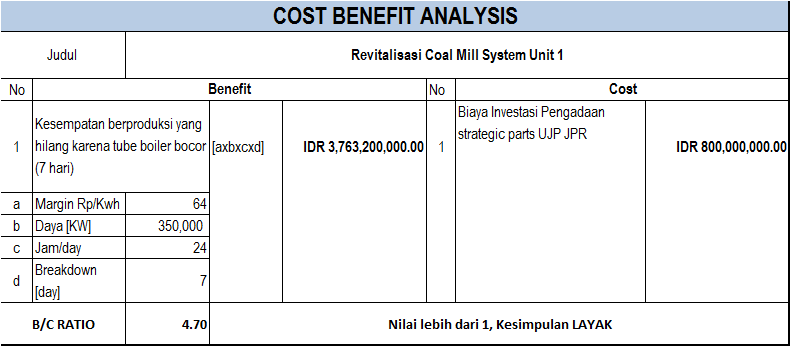 COST BENEFIT ANALYSIS
Judul
Revitalisasi Coal Mill System Unit 1
No
Benefit
No
Cost
1
Kesempatan berproduksi yang
hilang karena tube boiler bocor
(7 hari)
[axbxcxd]
IDR 3,763,200,000.00
1
Biaya Investasi Pengadaan
strategic parts UJP JPR
IDR 800,000,000.00
a
Margin Rp/Kwh
64
b
Daya [KW]
350,000
c
Jam/day
24
d
Breakdown
[day]
7
B/C RATIO
4.70
Nilai lebih dari 1, Kesimpulan LAYAK